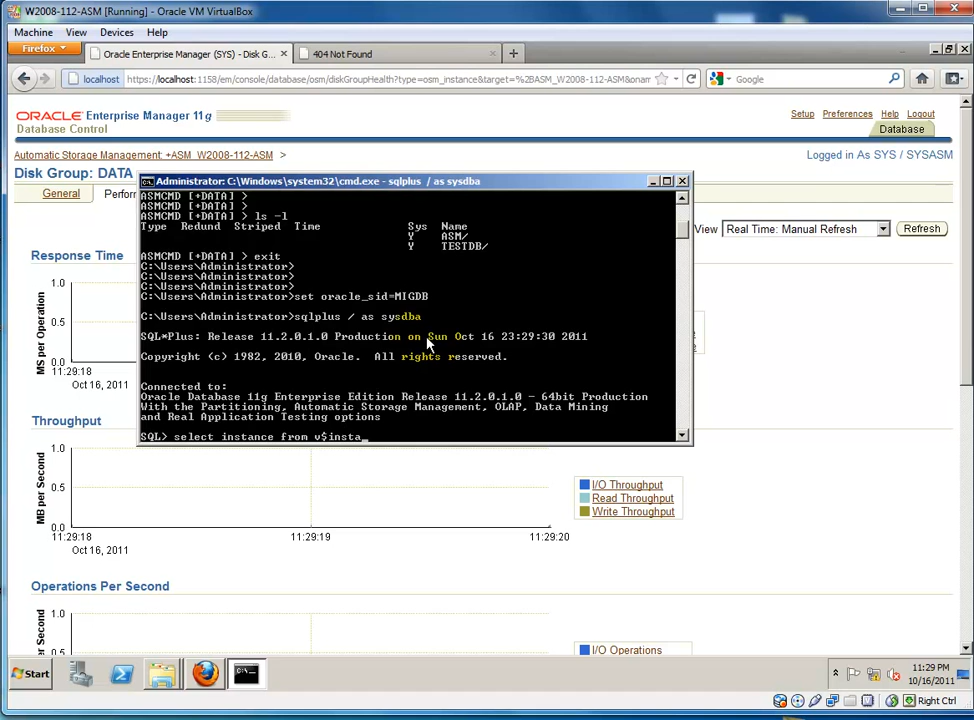 W2008-112-ASM [Running] - Oracle VM VirtualBox
Machine View Devices Help
Firefox
Oracle Enterprise Manager (SYS) - Disk G... ×
404 Not Found ×
+
localhost https://localhost:1158/em/console/database/osm/diskGroupHealth?type=osm_instance&target=%2BASM_W2008-112-ASM&onam
Google
ORACLE Enterprise Manager 11g
Database Control
Setup Preferences Help Logout
Database
Automatic Storage Management: +ASM_W2008-112-ASM >
Logged in As SYS / SYSASM
Disk Group: DATA
General Perfor
View Real Time: Manual Refresh Refresh
Administrator: C:\Windows\system32\cmd.exe - sqlplus / as sysdba
ASMCMD [+DATA] >
ASMCMD [+DATA] >
ASMCMD [+DATA] > ls -l
Type Redund Striped Time Sys Name
Y ASM/
Y TESTDB/
ASMCMD [+DATA] > exit
C:\Users\Administrator>
C:\Users\Administrator>
C:\Users\Administrator>
C:\Users\Administrator>set oracle_sid=MIGDB
C:\Users\Administrator>sqlplus / as sysdba
SQL*Plus: Release 11.2.0.1.0 Production on Sun Oct 16 23:29:30 2011
Copyright (c) 1982, 2010, Oracle. All rights reserved.
Connected to:
Oracle Database 11g Enterprise Edition Release 11.2.0.1.0 - 64bit Production
With the Partitioning, Automatic Storage Management, OLAP, Data Mining
and Real Application Testing options
SQL> select instance from v$insta_
Response Time
MS per Operation
1.0
0.5
0.0
11:29:18
Oct 16, 2011
Throughput
MB per Second
1.0
0.5
0.0
11:29:18 11:29:19 11:29:20
Oct 16, 2011
I/O Throughput
Read Throughput
Write Throughput
Operations Per Second
per Second
1.0
0.5
I/O Operations
Start
11:29 PM
10/16/2011
Right Ctrl